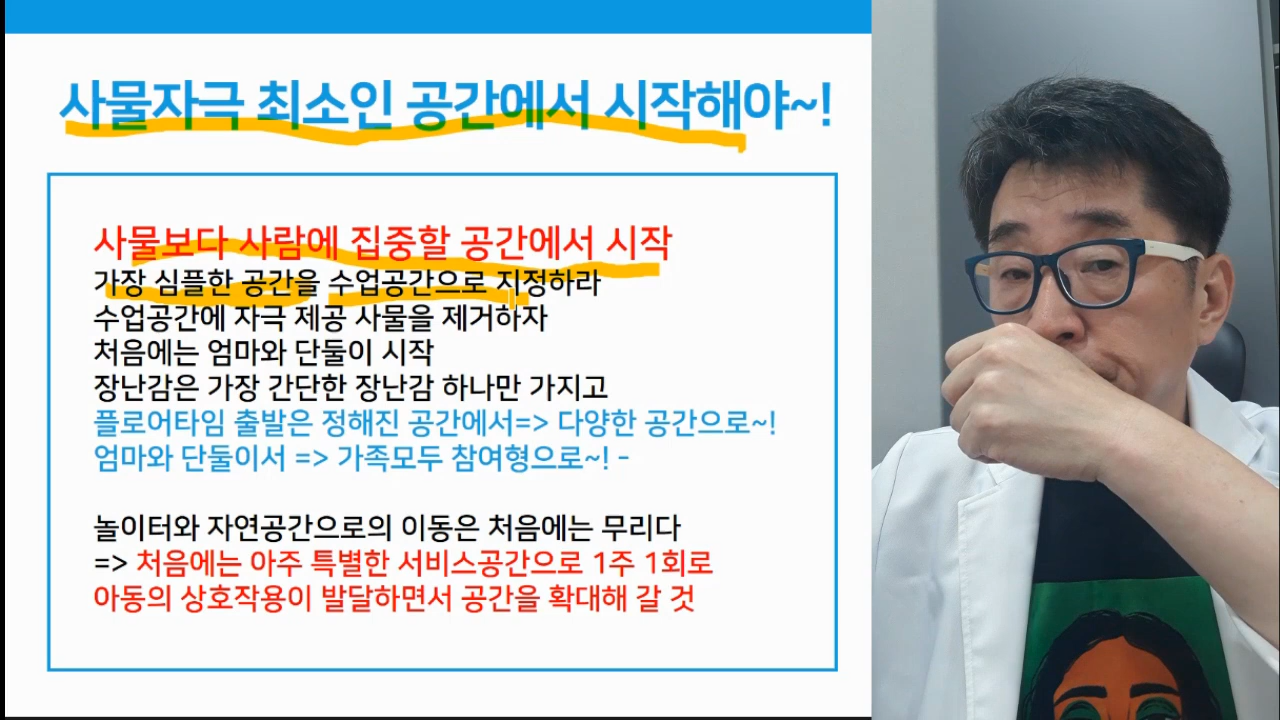 사물자극 최소인 공간에서 시작해야~!
사물보다 사람에 집중할 공간에서 시작
가장 심플한 공간을 수업공간으로 지정하라
수업공간에 자극 제공 사물을 제거하자
처음에는 엄마와 단둘이 시작
장난감은 가장 간단한 장난감 하나만 가지고
플로어타임 출발은 정해진 공간에서=> 다양한 공간으로~!
엄마와 단둘이서 => 가족모두 참여형으로~! -
놀이터와 자연공간으로의 이동은 처음에는 무리다
=> 처음에는 아주 특별한 서비스공간으로 1주 1회로
아동의 상호작용이 발달하면서 공간을 확대해 갈 것